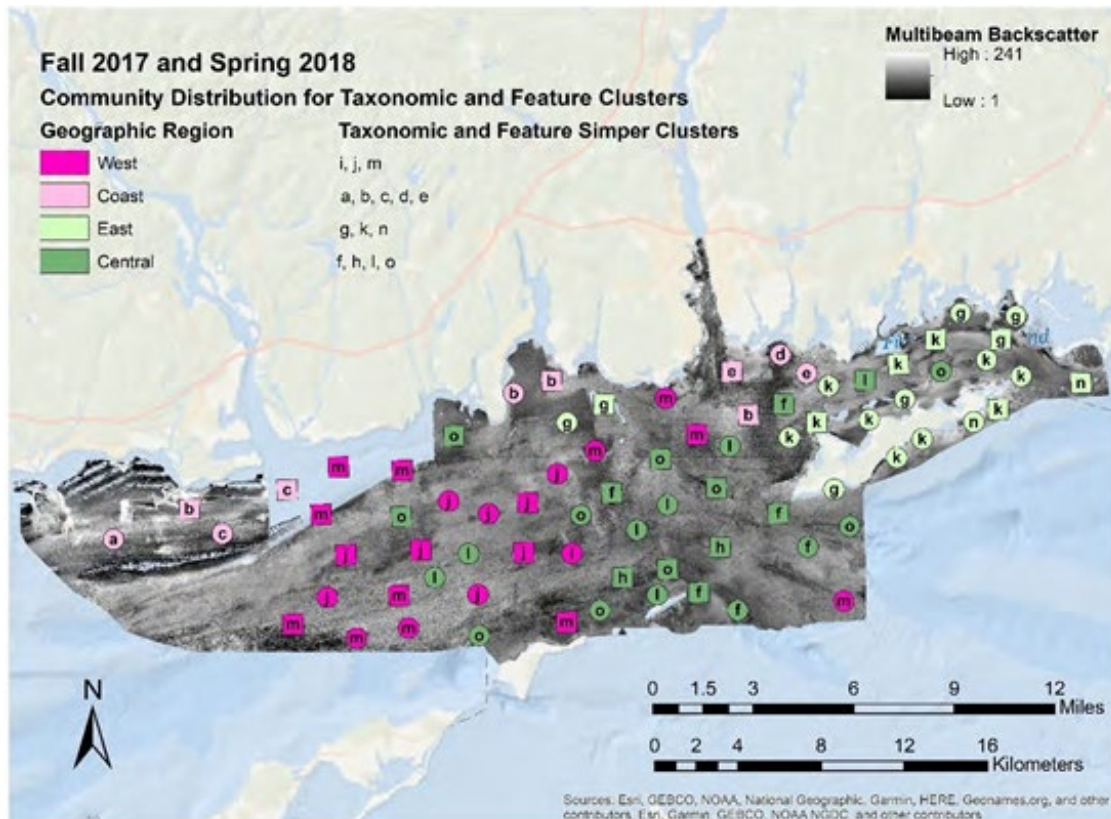 Fall 2017 and Spring 2018
Community Distribution for Taxonomic and Feature Clusters
Geographic Region Taxonomic and Feature Simper Clusters
West i, j, m
Coast a, b, c, d, e
East g, k, n
Central f, h, l, o
Multibeam Backscatter
High : 241
Low : 1
g g
k g
d k k
e e k l o k n
b b m k g k
g g b f k k n
o m m l k k
m o k
m m j g
c j o f
b m o j j j o f l f o
a c l
j j l j i h f
l h o
j m j l f m
m o f
m m o m
N
0 1.5 3 6 9 12
Miles
0 2 4 8 12 16
Kilometers
Sources: Esri, GEBCO, NOAA, National Geographic, Garmin, HERE, Geonames.org, and other
contributors, Esri, Garmin, GEBCO, NOAA NGDC, and other contributors